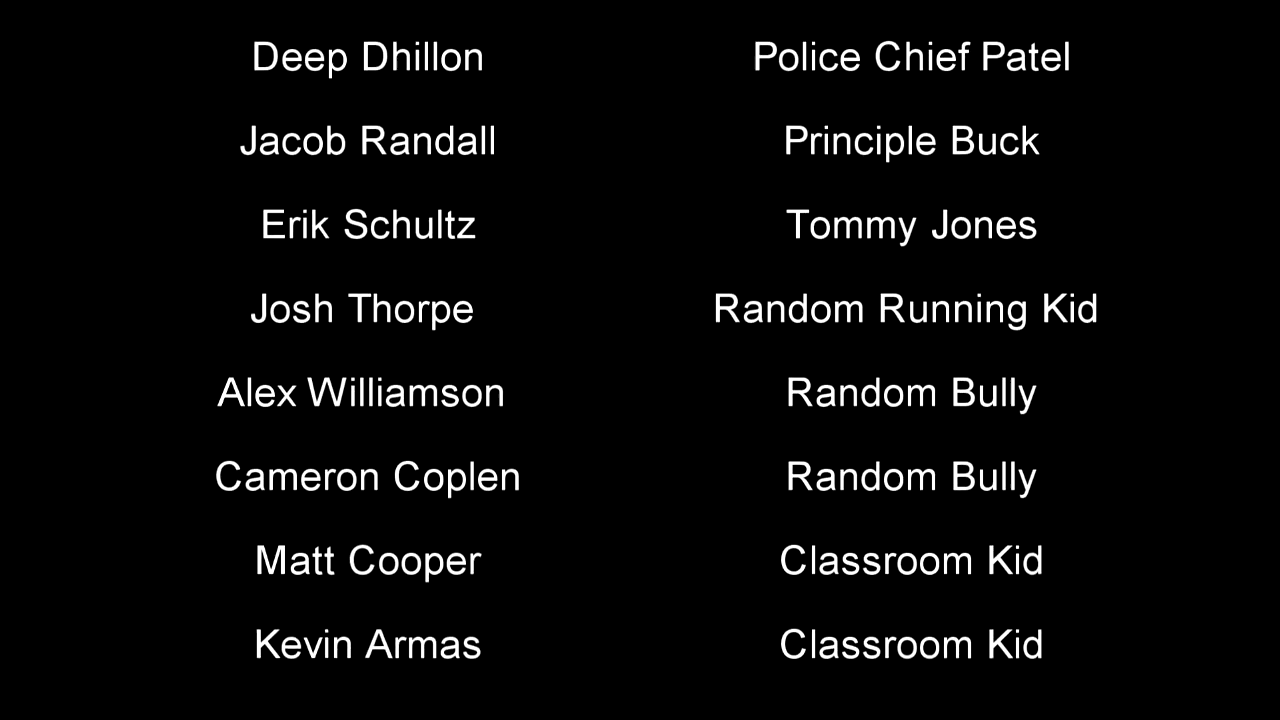 Deep Dhillon Police Chief Patel
Jacob Randall Principle Buck
Erik Schultz Tommy Jones
Josh Thorpe Random Running Kid
Alex Williamson Random Bully
Cameron Coplen Random Bully
Matt Cooper Classroom Kid
Kevin Armas Classroom Kid